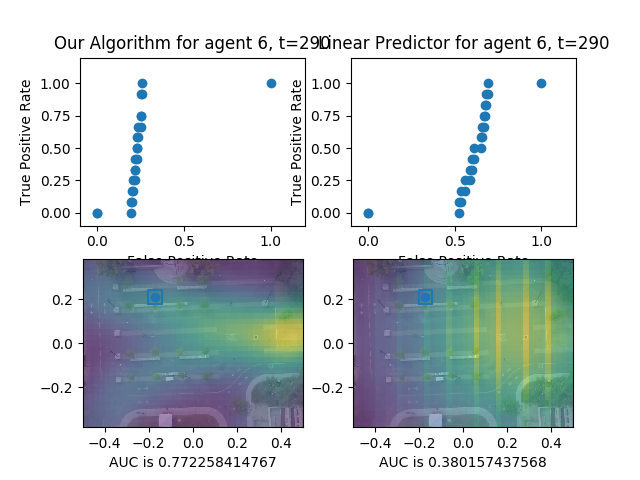 Our Algorithm for agent 6, t=290
Linear Predictor for agent 6, t=290
True Positive Rate
1.00
0.75
0.50
0.25
0.00
0.0 0.5 1.0
False Positive Rate
True Positive Rate
1.00
0.75
0.50
0.25
0.00
0.0 0.5 1.0
False Positive Rate
0.2
0.0
−0.2
−0.4 −0.2 0.0 0.2 0.4
AUC is 0.772258414767
0.2
0.0
−0.2
−0.4 −0.2 0.0 0.2 0.4
AUC is 0.380157437568